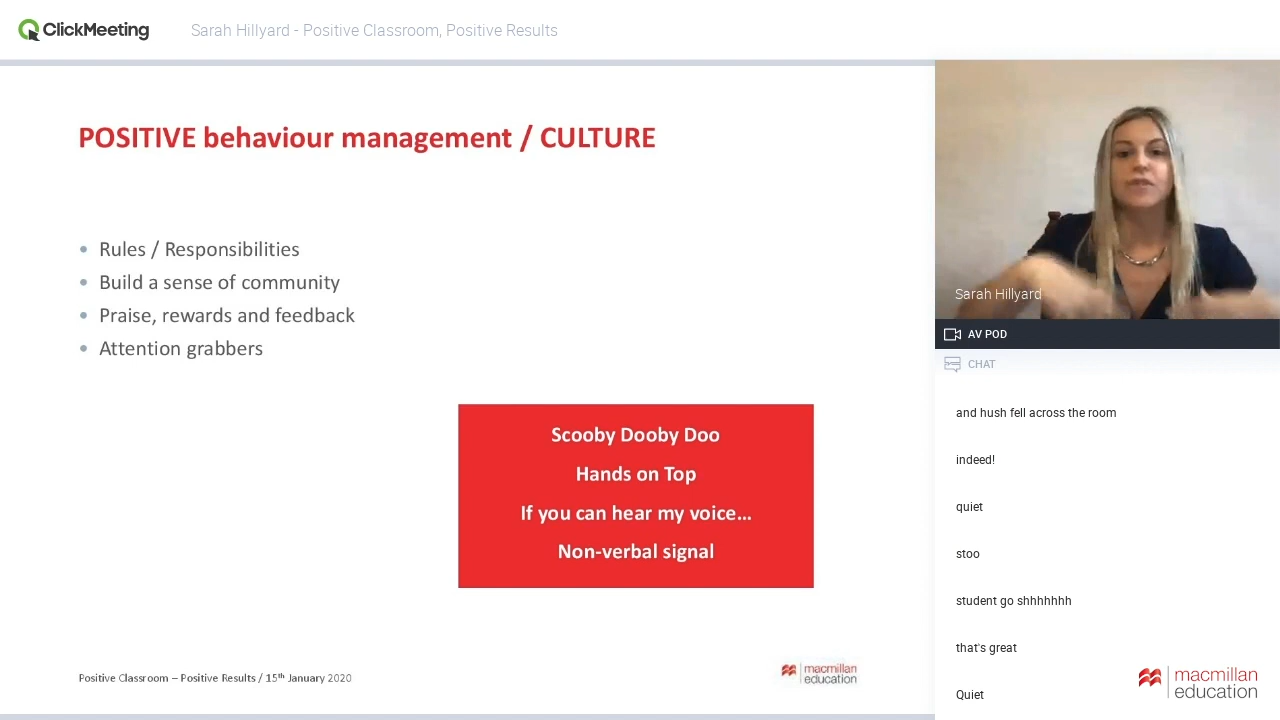 ClickMeeting
Sarah Hillyard - Positive Classroom, Positive Results
POSITIVE behaviour management / CULTURE
• Rules / Responsibilities
• Build a sense of community
• Praise, rewards and feedback
• Attention grabbers
Scooby Dooby Doo
Hands on Top
If you can hear my voice...
Non-verbal signal
Positive Classroom – Positive Results / 15th January 2020
macmillan
education
Sarah Hillyard
AV POD
CHAT
and hush fell across the room
indeed!
quiet
stoo
student go shhhhhhh
that's great
Quiet
macmillan
education